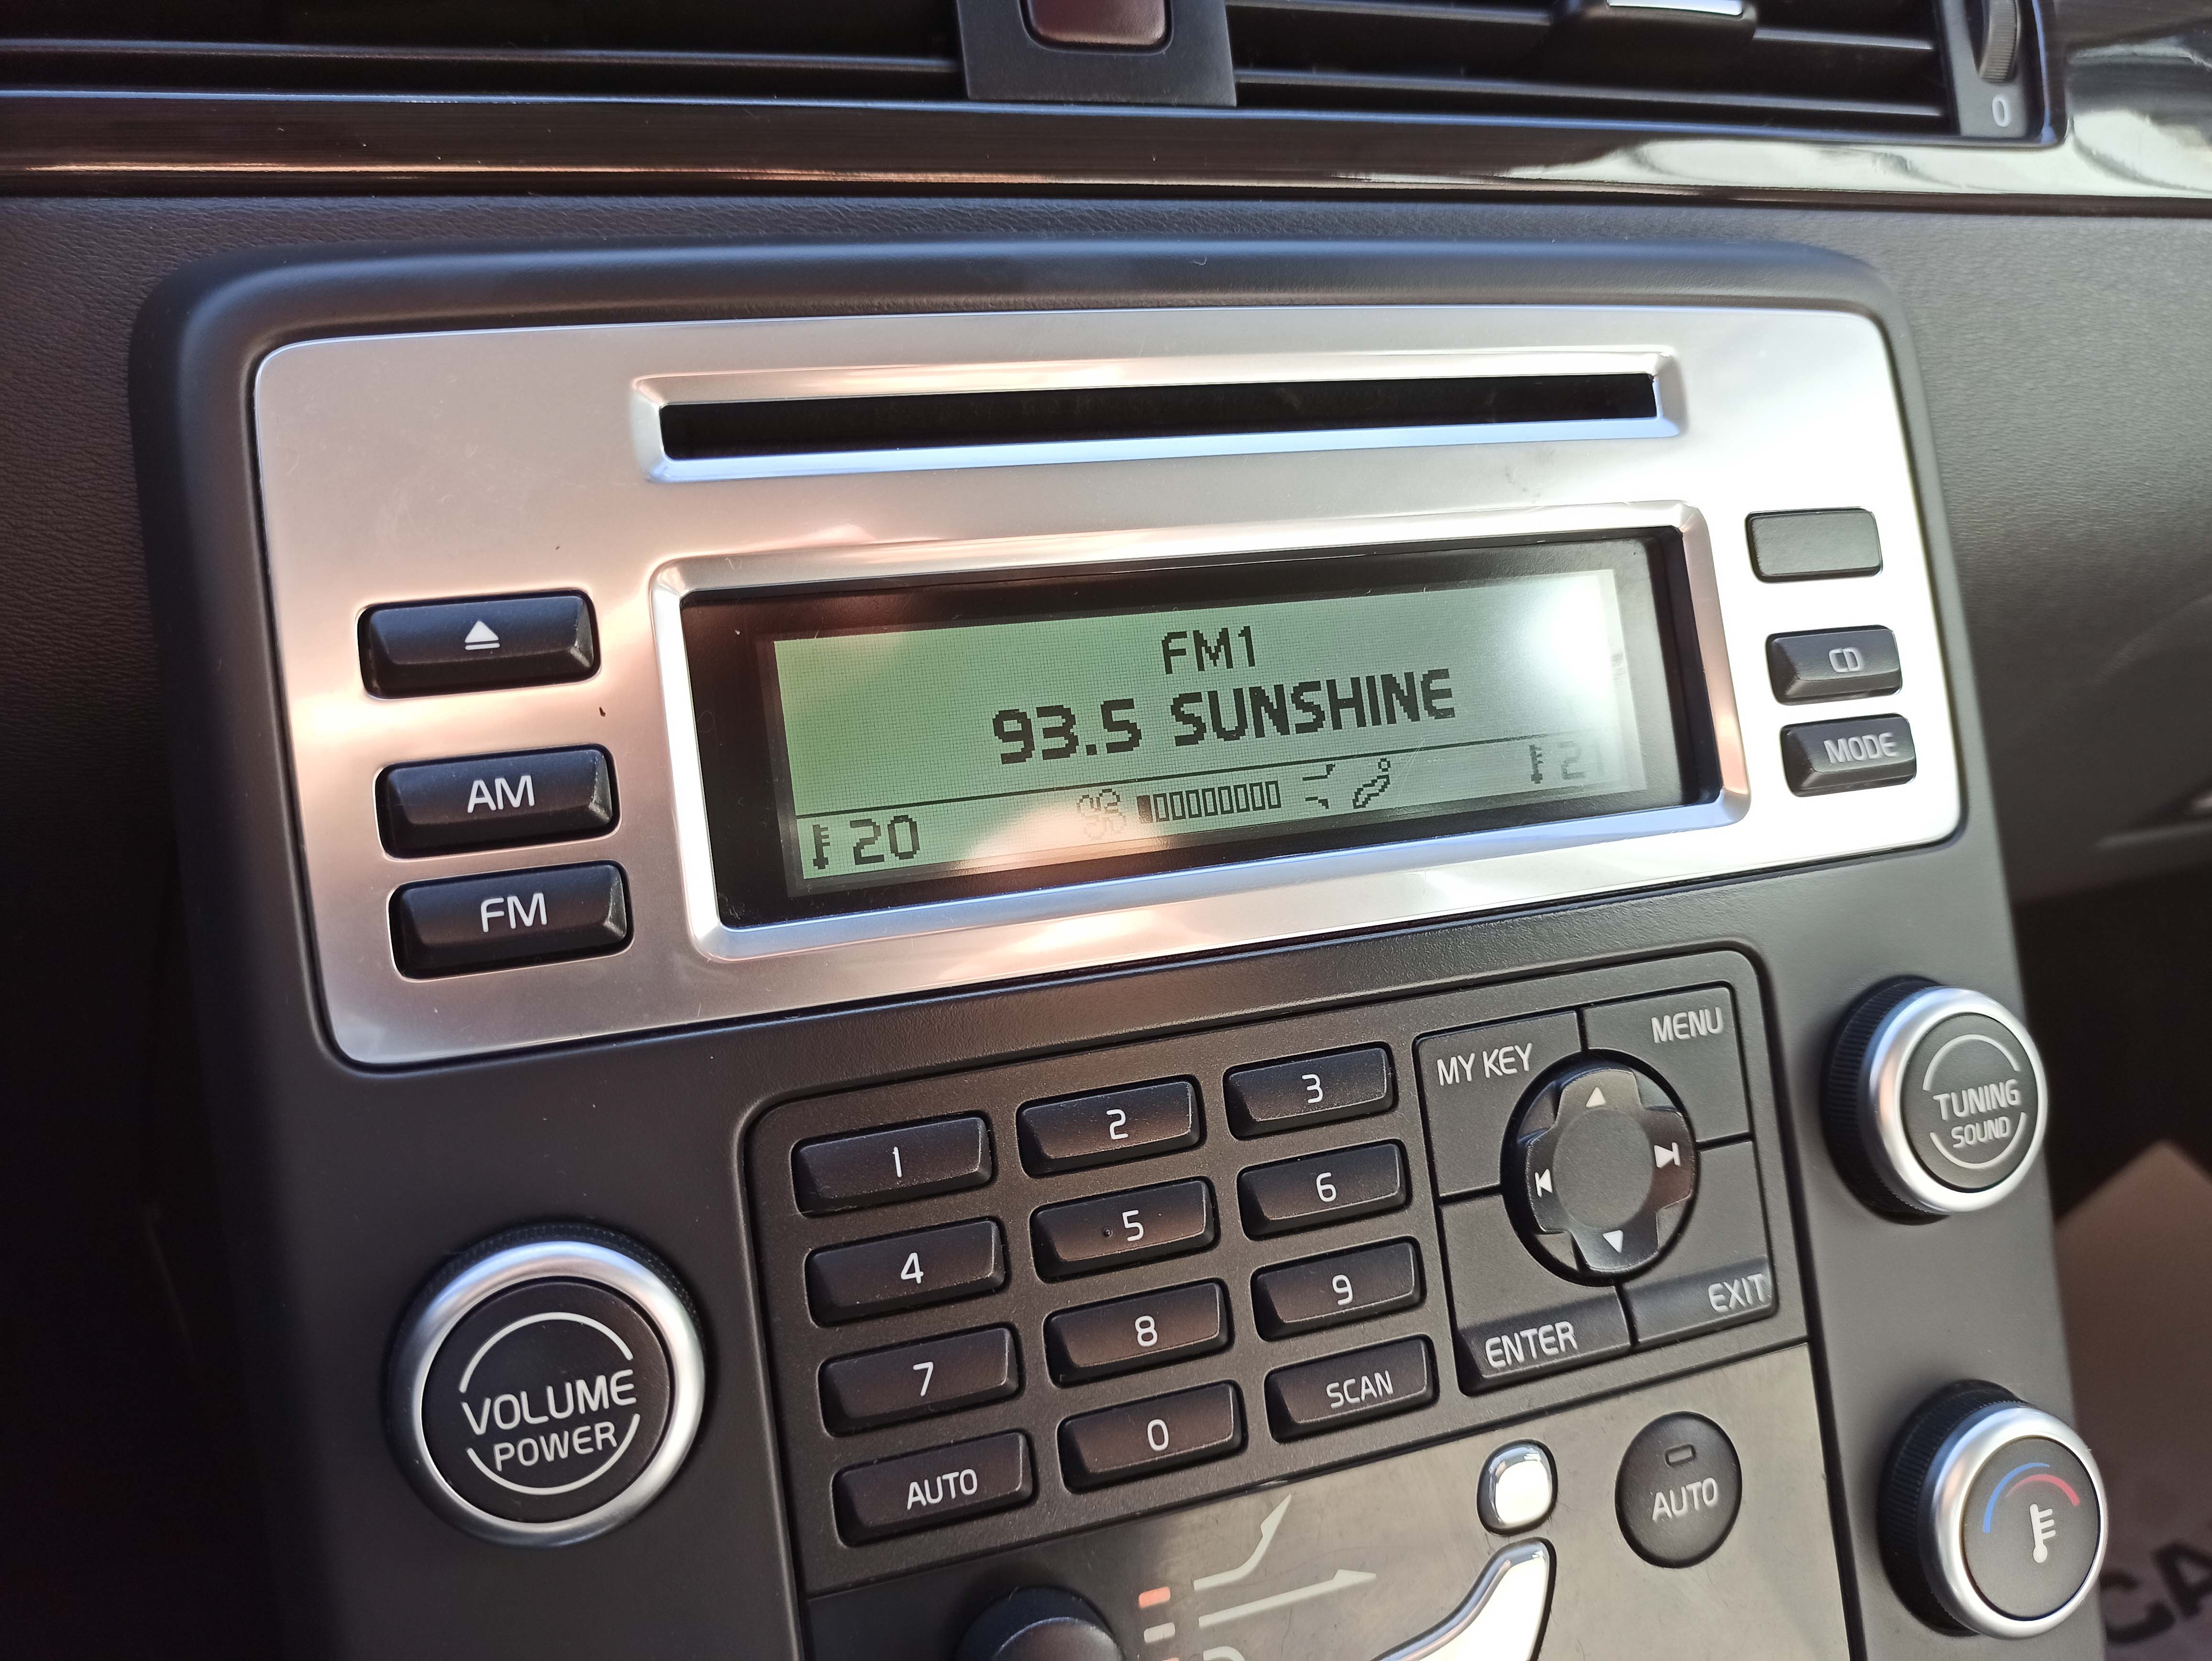 0
FM1
93.5 SUNSHINE
20
21
AM
FM
CD
MODE
MY KEY
MENU
1
2
3
4
5
6
7
8
9
AUTO
0
SCAN
ENTER
EXIT
VOLUME
POWER
TUNING
SOUND
AUTO